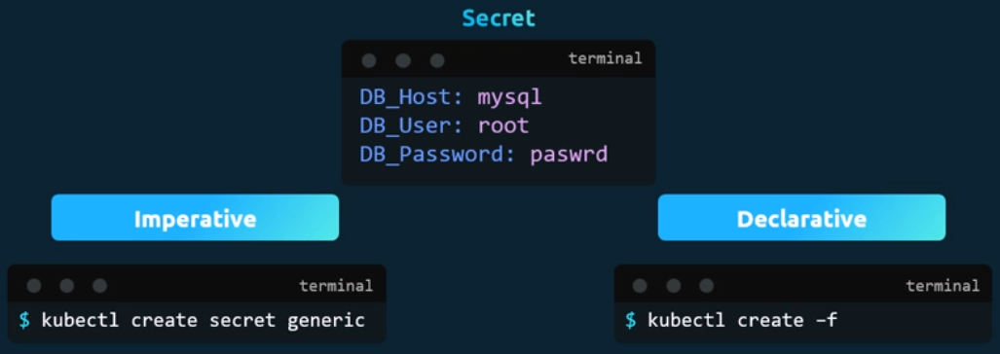 Secret
terminal
DB_Host: mysql
DB_User: root
DB_Password: paswrd
Imperative
Declarative
terminal
$ kubectl create secret generic
terminal
$ kubectl create –f